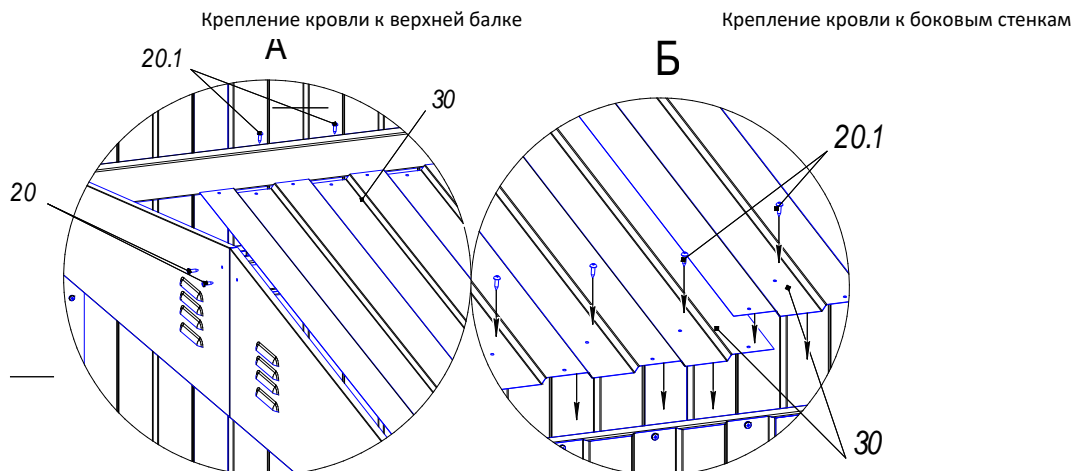 Крепление кровли к верхней балке
Крепление кровли к боковым стенкам
А
Б
20.1
30
20
20.1
30